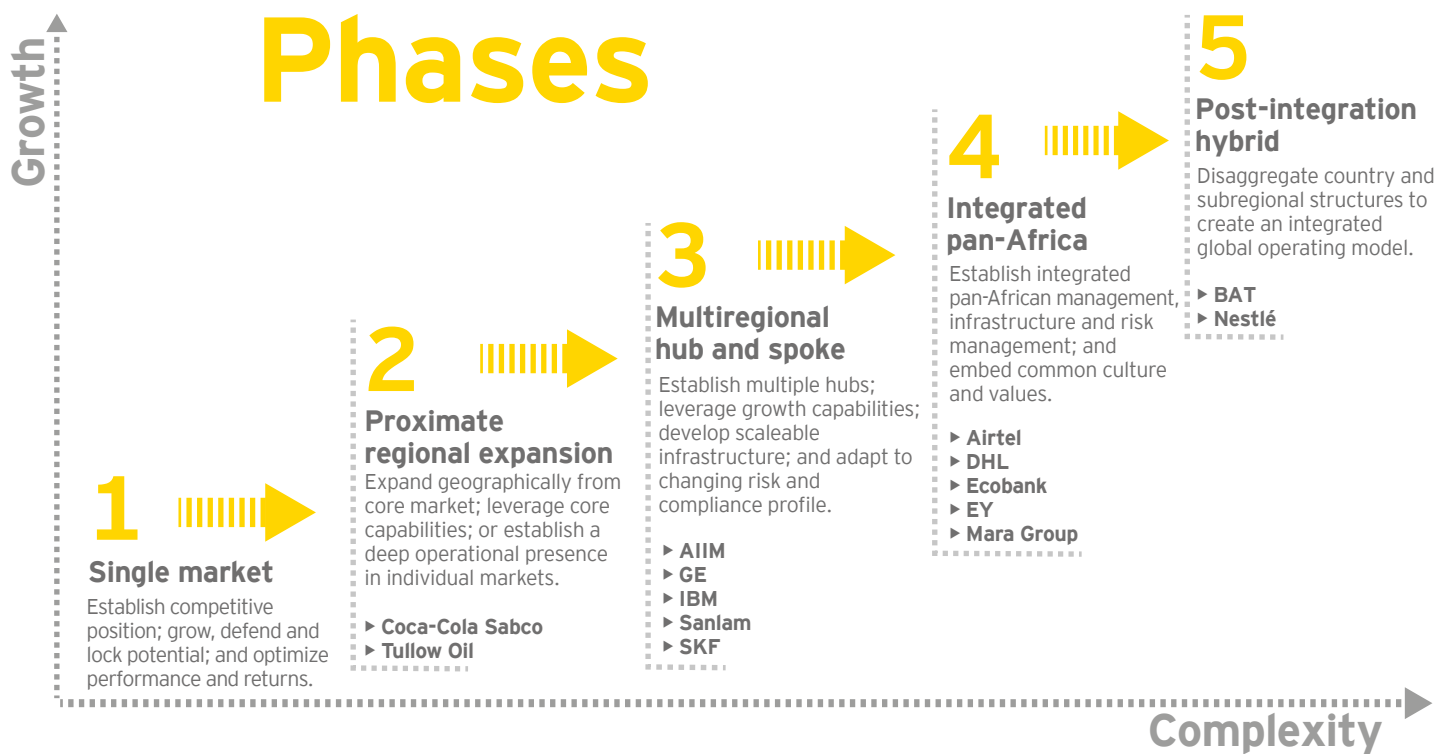 Growth
Phases
1
Single market
Establish competitive
position; grow, defend and
lock potential; and optimize
performance and returns.
2
Proximate
regional expansion
Expand geographically from
core market; leverage core
capabilities; or establish a
deep operational presence
in individual markets.
▸ Coca-Cola Sabco
▸ Tullow Oil
3
Multiregional
hub and spoke
Establish multiple hubs;
leverage growth capabilities;
develop scaleable
infrastructure; and adapt to
changing risk and
compliance profile.
▸ AIIM
▸ GE
▸ IBM
▸ Sanlam
▸ SKF
4
Integrated
pan-Africa
Establish integrated
pan-African management,
infrastructure and risk
management; and
embed common culture
and values.
▸ Airtel
▸ DHL
▸ Ecobank
▸ EY
▸ Mara Group
5
Post-integration
hybrid
Disaggregate country and
subregional structures to
create an integrated
global operating model.
▸ BAT
▸ Nestlé
Complexity